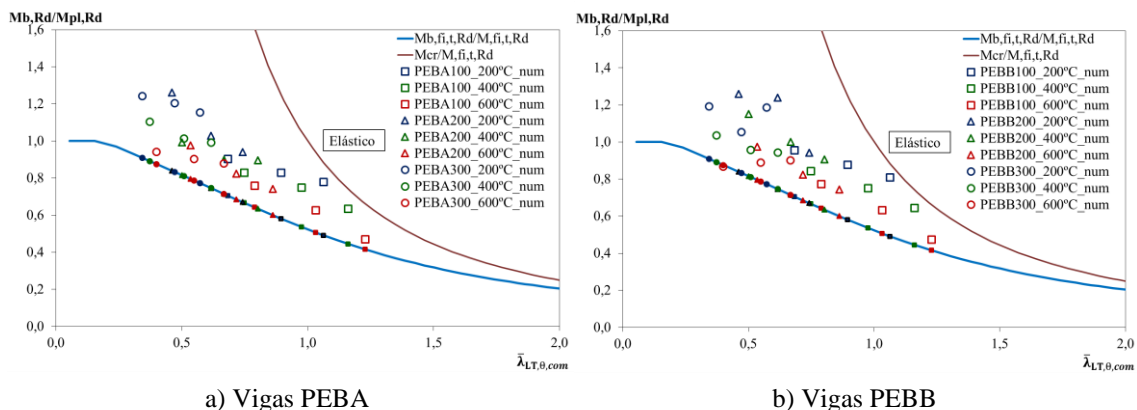 Mb,Rd/Mpl,Rd
1,6
1,4
1,2
1,0
0,8
0,6
0,4
0,2
0,0
0,0 0,5 1,0 1,5 2,0
Mb,fi,t,Rd/M,fi,t,Rd
Mcr/M,fi,t,Rd
PEBA100_200ºC_num
PEBA100_400ºC_num
PEBA100_600ºC_num
PEBA200_200ºC_num
PEBA200_400ºC_num
PEBA200_600ºC_num
PEBA300_200ºC_num
PEBA300_400ºC_num
PEBA300_600ºC_num
Elástico
λ̄LT,θ,com
a) Vigas PEBA
Mb,Rd/Mpl,Rd
1,6
1,4
1,2
1,0
0,8
0,6
0,4
0,2
0,0
0,0 0,5 1,0 1,5 2,0
Mb,fi,t,Rd/M,fi,t,Rd
Mcr/M,fi,t,Rd
PEBB100_200ºC_num
PEBB100_400ºC_num
PEBB100_600ºC_num
PEBB200_200ºC_num
PEBB200_400ºC_num
PEBB200_600ºC_num
PEBB300_200ºC_num
PEBB300_400ºC_num
PEBB300_600ºC_num
Elástico
λ̄LT,θ,com
b) Vigas PEBB